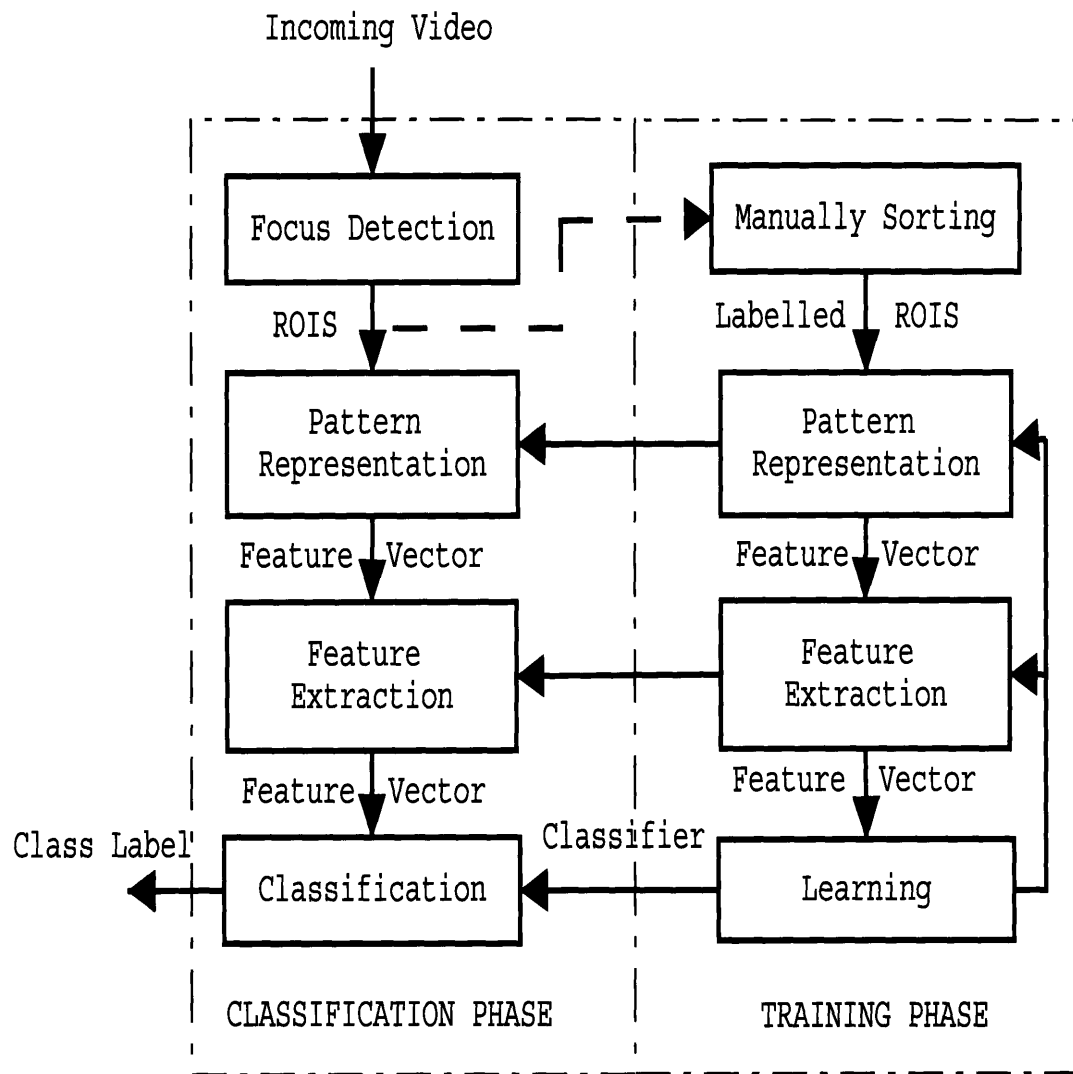 Incoming Video
Focus Detection
Manually Sorting
ROIS
Labelled ROIS
Pattern
Representation
Pattern
Representation
Feature Vector
Feature Vector
Feature
Extraction
Feature
Extraction
Feature Vector
Feature Vector
Class Label
Classifier
Classification
Learning
CLASSIFICATION PHASE
TRAINING PHASE